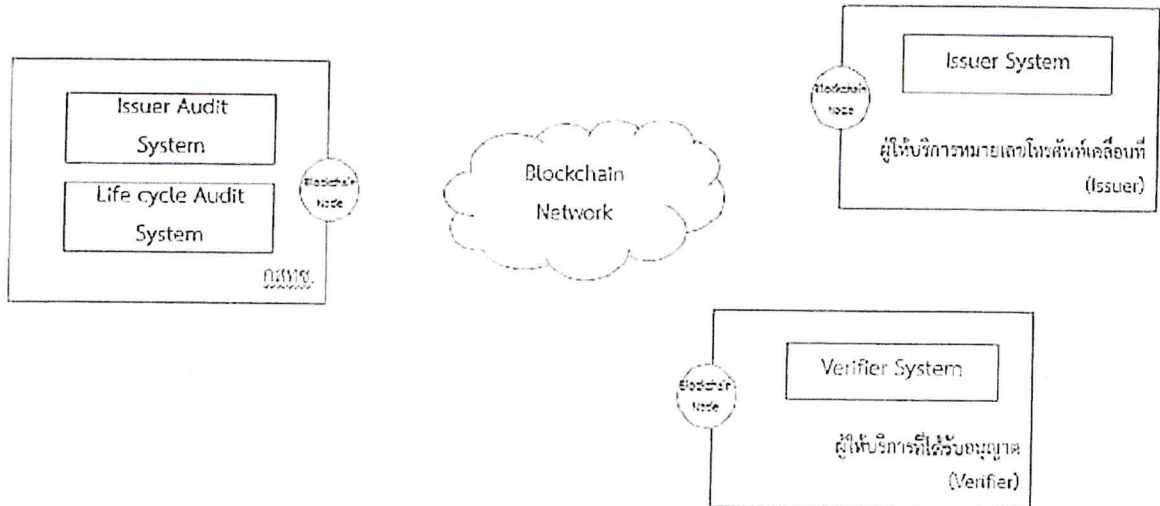 Issuer Audit
System
Life cycle Audit
System
Blockchain
Node
กสทช.
Blockchain
Network
Issuer System
Blockchain
Node
ผู้ให้บริการหมายเลขโทรศัพท์เคลื่อนที่
(Issuer)
Verifier System
Blockchain
Node
ผู้ให้บริการที่ได้รับอนุญาต
(Verifier)